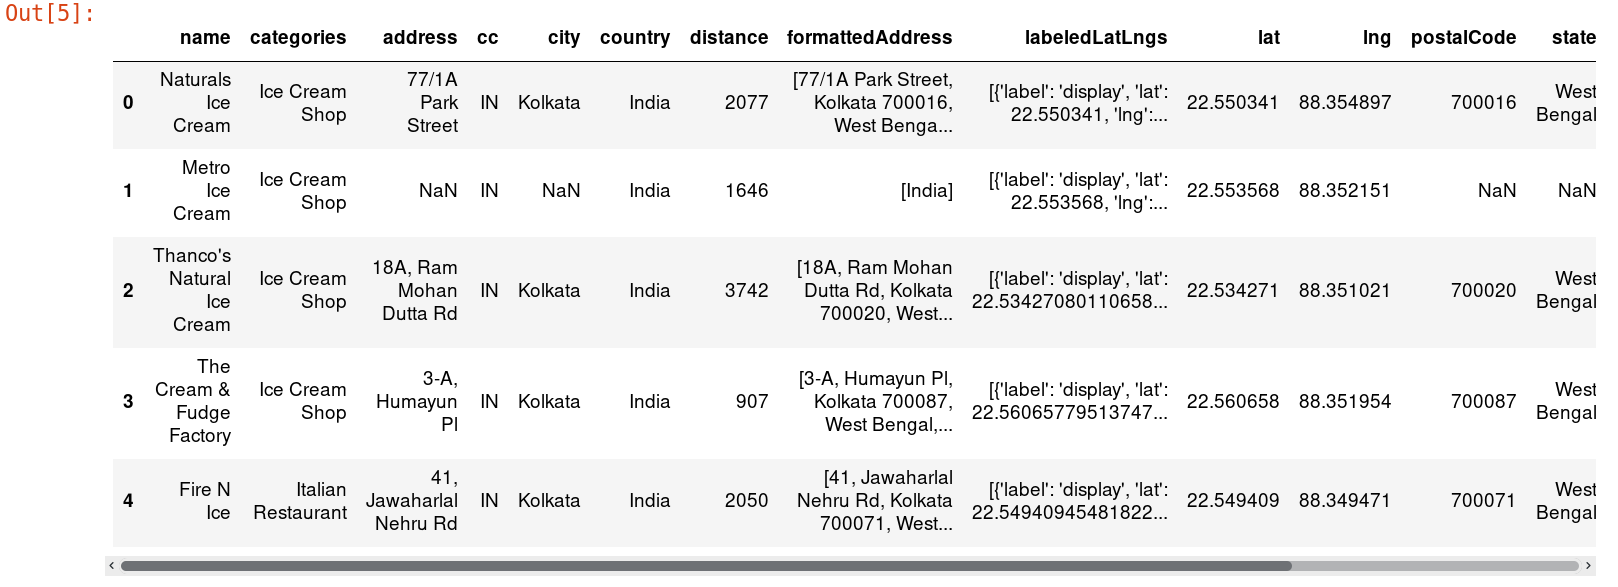 Out[5]:
name categories address cc city country distance formattedAddress labeledLatLngs lat lng postalCode state
0 Naturals Ice Cream Ice Cream Shop 77/1A Park Street IN Kolkata India 2077 [77/1A Park Street, Kolkata 700016, West Benga... [{'label': 'display', 'lat': 22.550341, 'lng':... 22.550341 88.354897 700016 West Bengal
1 Metro Ice Cream Ice Cream Shop NaN IN NaN India 1646 [India] [{'label': 'display', 'lat': 22.553568, 'lng':... 22.553568 88.352151 NaN NaN
2 Thanco's Natural Ice Cream Ice Cream Shop 18A, Ram Mohan Dutta Rd IN Kolkata India 3742 [18A, Ram Mohan Dutta Rd, Kolkata 700020, West... [{'label': 'display', 'lat': 22.53427080110658... 22.534271 88.351021 700020 West Bengal
3 The Cream & Fudge Factory Ice Cream Shop 3-A, Humayun Pl IN Kolkata India 907 [3-A, Humayun Pl, Kolkata 700087, West Bengal,... [{'label': 'display', 'lat': 22.56065779513747... 22.560658 88.351954 700087 West Bengal
4 Fire N Ice Italian Restaurant 41, Jawaharlal Nehru Rd IN Kolkata India 2050 [41, Jawaharlal Nehru Rd, Kolkata 700071, West... [{'label': 'display', 'lat': 22.54940945481822... 22.549409 88.349471 700071 West Bengal